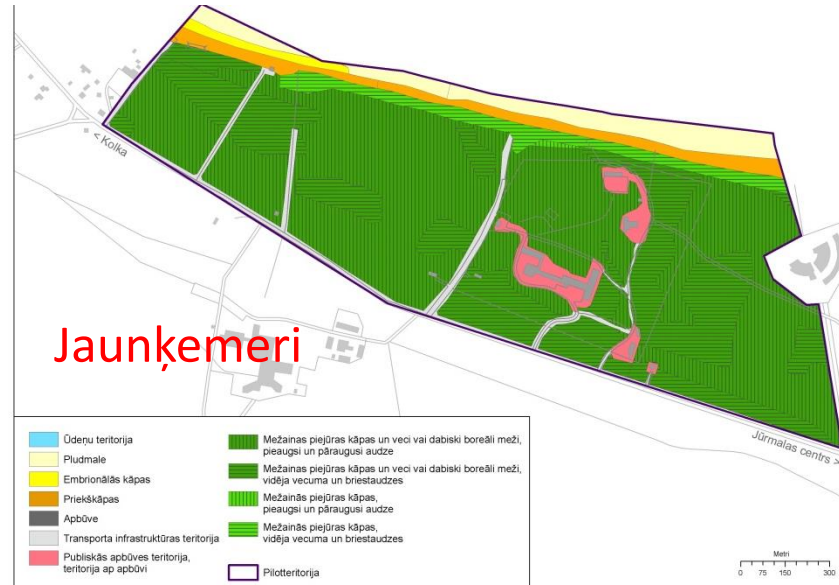 < Kolka
Jaunķemeri
Jūrmalas centrs >
Ūdeņu teritorija
Pludmale
Embrionālās kāpas
Priekškāpas
Apbūve
Transporta infrastruktūras teritorija
Publiskās apbūves teritorija,
teritorija ap apbūvi
Mežainas piejūras kāpas un veci vai dabiski boreāli meži,
pieaugsi un pāraugusi audze
Mežainas piejūras kāpas un veci vai dabiski boreāli meži,
vidēja vecuma un briestaudzes
Mežainās piejūras kāpas,
pieaugsi un pāraugusi audze
Mežainās piejūras kāpas,
vidēja vecuma un briestaudzes
Pilotteritorija
Metri
0 75 150 300